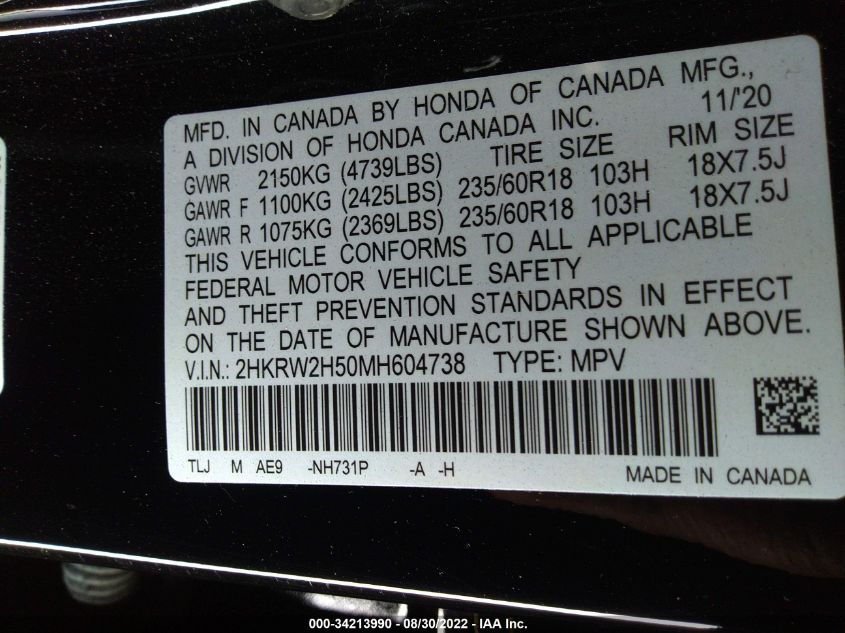 MFD. IN CANADA BY HONDA OF CANADA MFG.,
A DIVISION OF HONDA CANADA INC. 11/'20
TIRE SIZE RIM SIZE
GVWR 2150KG (4739LBS)
GAWR F 1100KG (2425LBS) 235/60R18 103H 18X7.5J
GAWR R 1075KG (2369LBS) 235/60R18 103H 18X7.5J
THIS VEHICLE CONFORMS TO ALL APPLICABLE
FEDERAL MOTOR VEHICLE SAFETY
AND THEFT PREVENTION STANDARDS IN EFFECT
ON THE DATE OF MANUFACTURE SHOWN ABOVE.
V.I.N.: 2HKRW2H50MH604738 TYPE: MPV
TLJ M AE9 -NH731P -A -H
MADE IN CANADA
000-34213990 - 08/30/2022 - IAA Inc.